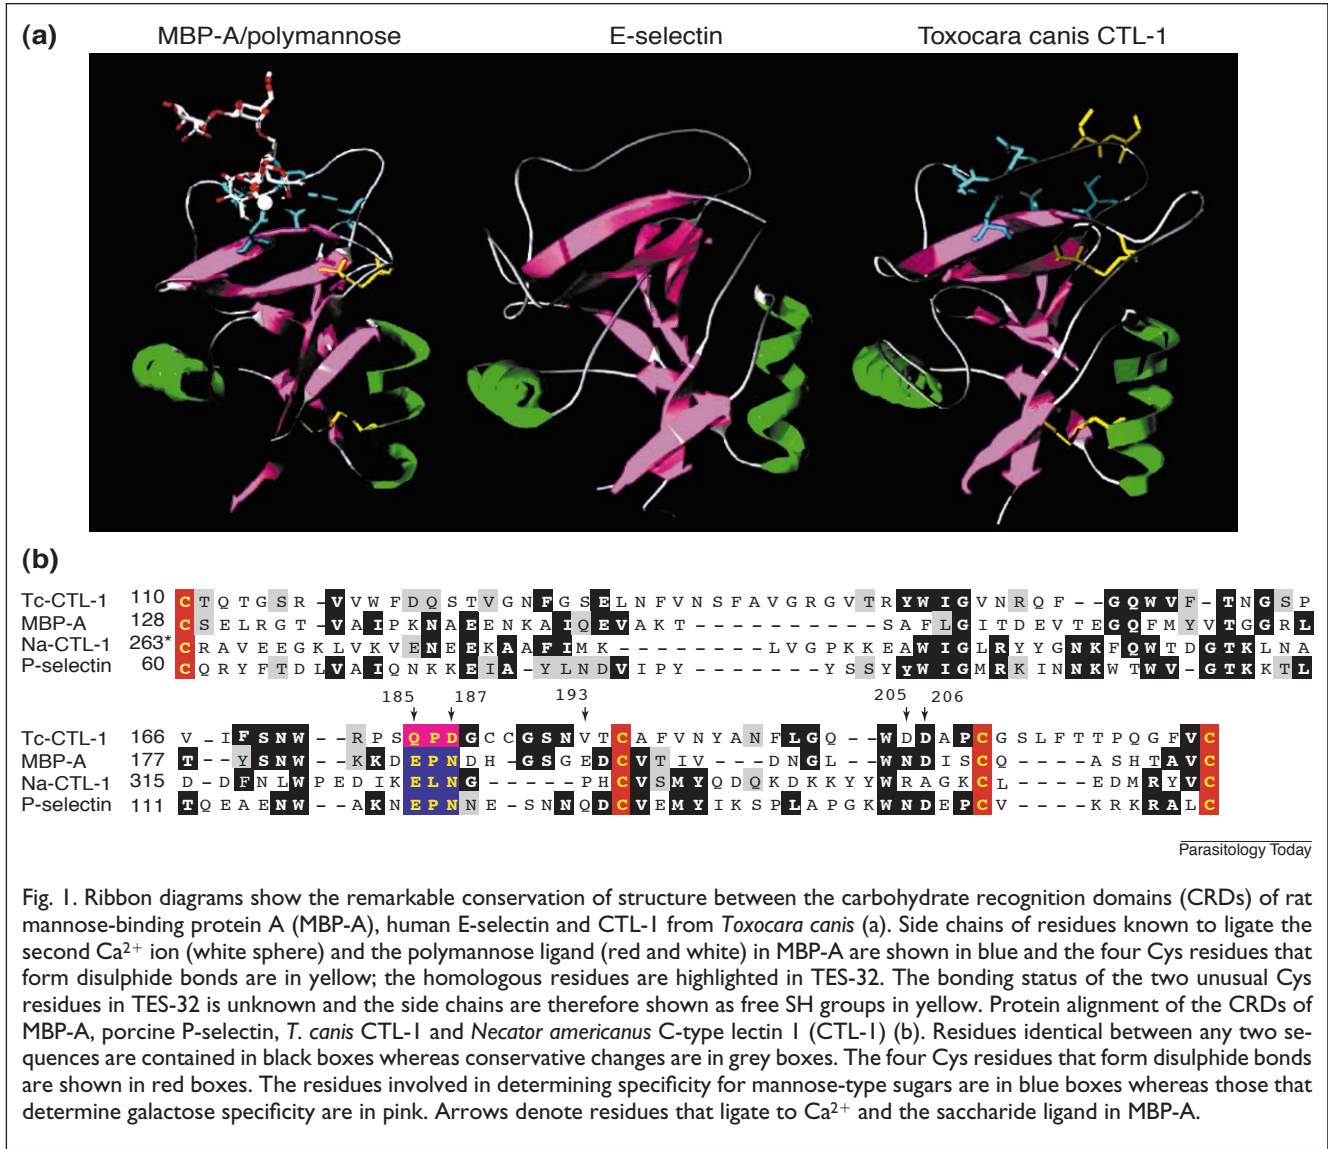 (a)
MBP-A/polymannose E-selectin Toxocara canis CTL-1
(b)
Tc-CTL-1 110 C T Q T G S R - V V W F D Q S T V G N F G S E L N F V N S F A V G R G V T R Y W I G V N R Q F - - G Q W V F - T N G S P
MBP-A 128 C S E L R G T - V A I P K N A E E N K A I Q E V A K T - - - - - - - - - - - S A F L G I T D E V T E G Q F M Y V T G G R L
Na-CTL-1 263* C R A V E E G K L V K V E N E E K A A F I M K - - - - - - - - L V G P K K E A W I G L R Y Y G N K F Q W T D G T K L N A
P-selectin 60 C Q R Y F T D L V A I Q N K K E I A - Y L N D V I P Y - - - - - - Y S S Y Y W I G M R K I N N K W T W V - G T K K T L
185 187 193 205 206
Tc-CTL-1 166 V - I F S N W - - R P S Q P D G C C G S N V T C A F V N Y A N F L G Q - - W D D A P C G S L F T T P Q G F V C
MBP-A 177 T - - Y S N W - - K K D E P N D H - G S G E D C V T I V - - - D N G L - - W N D I S C Q - - - - A S H T A V C
Na-CTL-1 315 D - D F N L W P E D I K E L N G - - - - - P H C V S M Y Q D Q K D K K Y Y W R A G K C L - - - - E D M R Y V C
P-selectin 111 T Q E A E N W - - A K N E P N N E - S N N Q D C V E M Y I K S P L A P G K W N D E P C V - - - - K R K R A L C
Parasitology Today
Fig. 1. Ribbon diagrams show the remarkable conservation of structure between the carbohydrate recognition domains (CRDs) of rat
mannose-binding protein A (MBP-A), human E-selectin and CTL-1 from Toxocara canis (a). Side chains of residues known to ligate the
second Ca²⁺ ion (white sphere) and the polymannose ligand (red and white) in MBP-A are shown in blue and the four Cys residues that
form disulphide bonds are in yellow; the homologous residues are highlighted in TES-32. The bonding status of the two unusual Cys
residues in TES-32 is unknown and the side chains are therefore shown as free SH groups in yellow. Protein alignment of the CRDs of
MBP-A, porcine P-selectin, T. canis CTL-1 and Necator americanus C-type lectin 1 (CTL-1) (b). Residues identical between any two se-
quences are contained in black boxes whereas conservative changes are in grey boxes. The four Cys residues that form disulphide bonds
are shown in red boxes. The residues involved in determining specificity for mannose-type sugars are in blue boxes whereas those that
determine galactose specificity are in pink. Arrows denote residues that ligate to Ca²⁺ and the saccharide ligand in MBP-A.